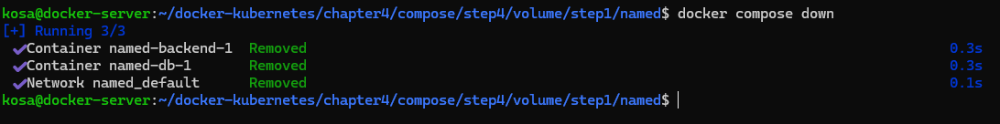 kosa@docker-server:~/docker-kubernetes/chapter4/compose/step4/volume/step1/named$ docker compose down
[+] Running 3/3
✔Container named-backend-1  Removed 0.3s
✔Container named-db-1 Removed 0.3s
✔Network named_default Removed 0.1s
kosa@docker-server:~/docker-kubernetes/chapter4/compose/step4/volume/step1/named$